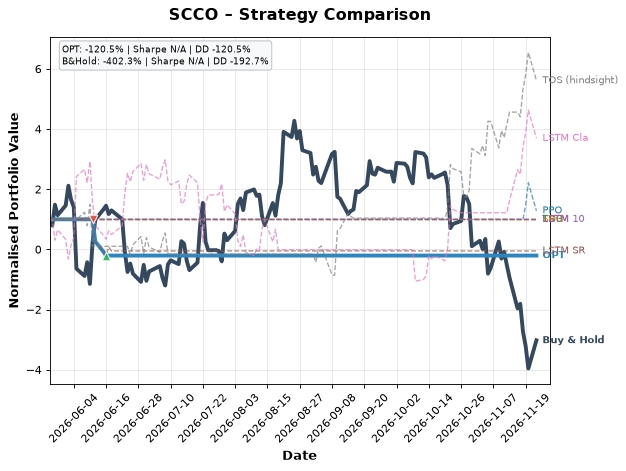 SCCO – Strategy Comparison
OPT: -120.5% | Sharpe N/A | DD -120.5%
B&Hold: -402.3% | Sharpe N/A | DD -192.7%
Normalised Portfolio Value
6
4
2
0
−2
−4
TOS (hindsight)
LSTM Cla
PPO
LSTM 10
LSTM SR
OPT
Buy & Hold
2026-06-04
2026-06-16
2026-06-28
2026-07-10
2026-07-22
2026-08-03
2026-08-15
2026-08-27
2026-09-08
2026-09-20
2026-10-02
2026-10-14
2026-10-26
2026-11-07
2026-11-19
Date